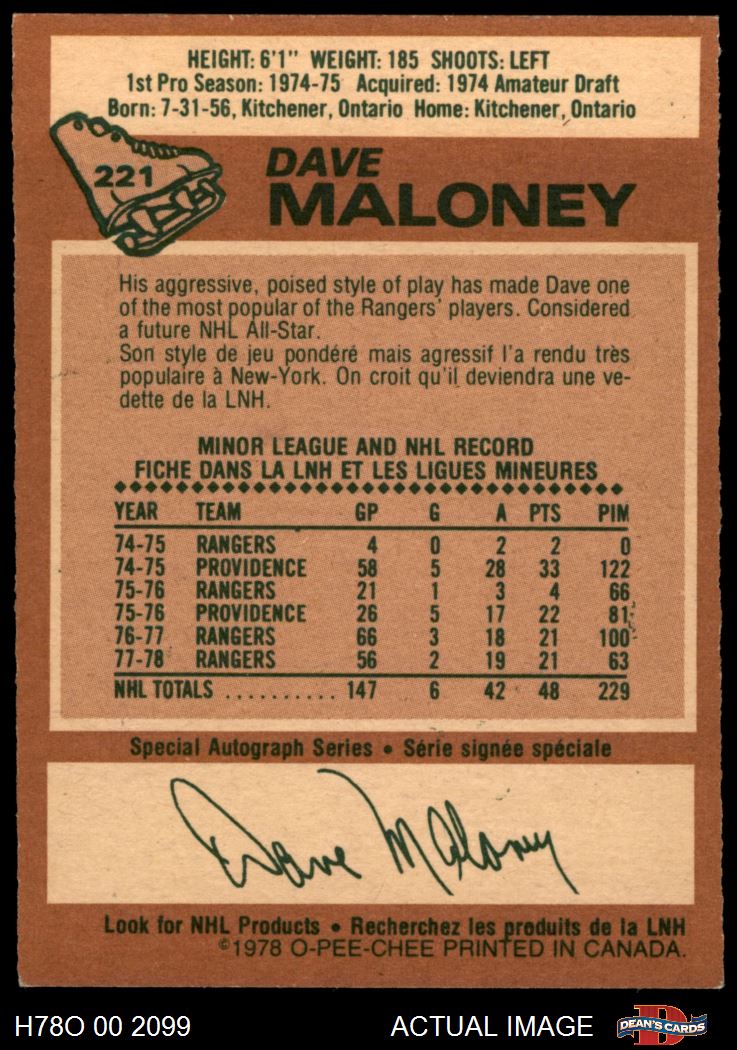 HEIGHT: 6'1" WEIGHT: 185 SHOOTS: LEFT
1st Pro Season: 1974-75 Acquired: 1974 Amateur Draft
Born: 7-31-56, Kitchener, Ontario Home: Kitchener, Ontario
221
DAVE
MALONEY
His aggressive, poised style of play has made Dave one
of the most popular of the Rangers' players. Considered
a future NHL All-Star.
Son style de jeu pondéré mais agressif l'a rendu très
populaire à New-York. On croit qu'il deviendra une ve-
dette de la LNH.
MINOR LEAGUE AND NHL RECORD
FICHE DANS LA LNH ET LES LIGUES MINEURES
YEAR TEAM GP G A PTS PIM
74-75 RANGERS 4 0 2 2 0
74-75 PROVIDENCE 58 5 28 33 122
75-76 RANGERS 21 1 3 4 66
75-76 PROVIDENCE 26 5 17 22 81
76-77 RANGERS 66 3 18 21 100
77-78 RANGERS 56 2 19 21 63
NHL TOTALS .......... 147 6 42 48 229
Special Autograph Series • Série signée spéciale
Dave Maloney
Look for NHL Products • Recherchez les produits de la LNH
©1978 O-PEE-CHEE PRINTED IN CANADA.
H78O 00 2099 ACTUAL IMAGE D DEAN'S CARDS